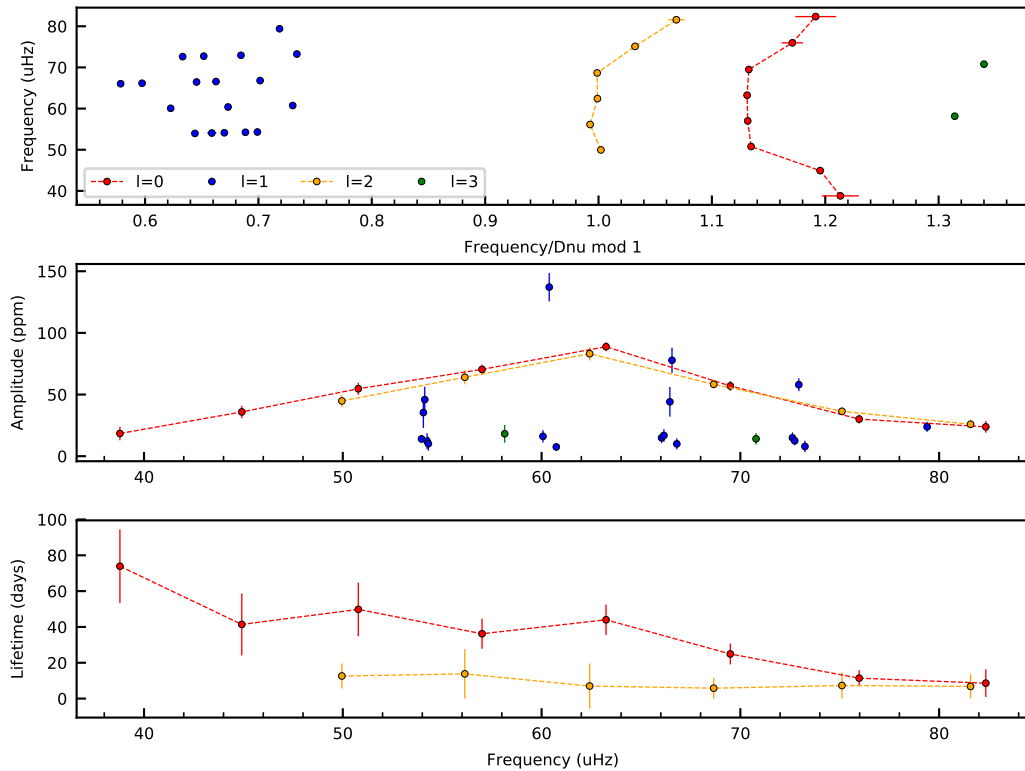 80
70
60
50
40
Frequency (uHz)
l=0 l=1 l=2 l=3
0.6 0.7 0.8 0.9 1.0 1.1 1.2 1.3
Frequency/Dnu mod 1
150
100
50
0
Amplitude (ppm)
40 50 60 70 80
100
80
60
40
20
0
Lifetime (days)
40 50 60 70 80
Frequency (uHz)